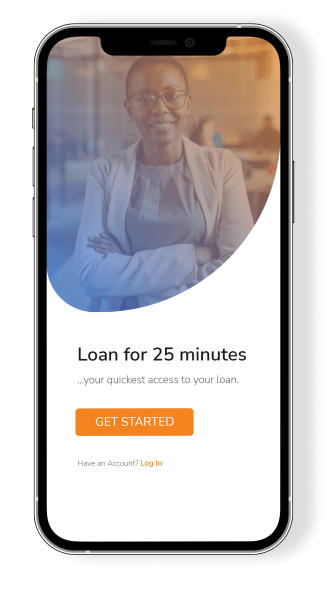 Loan for 25 minutes
...your quickest access to your loan.
GET STARTED
Have an Account? Log In